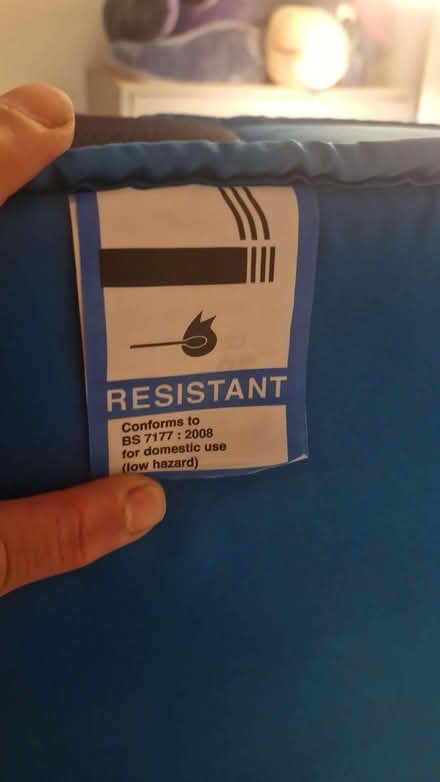 RESISTANT
Conforms to
BS 7177 : 2008
for domestic use
(low hazard)